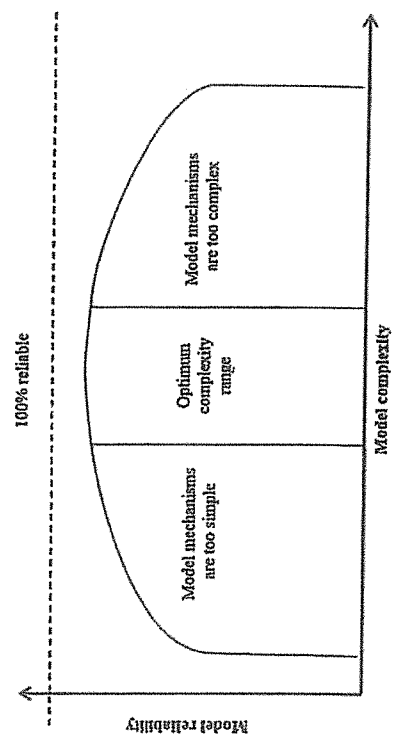 100% reliable
Model mechanisms
are too simple
Optimum
complexity
range
Model mechanisms
are too complex
Model reliability
Model complexity